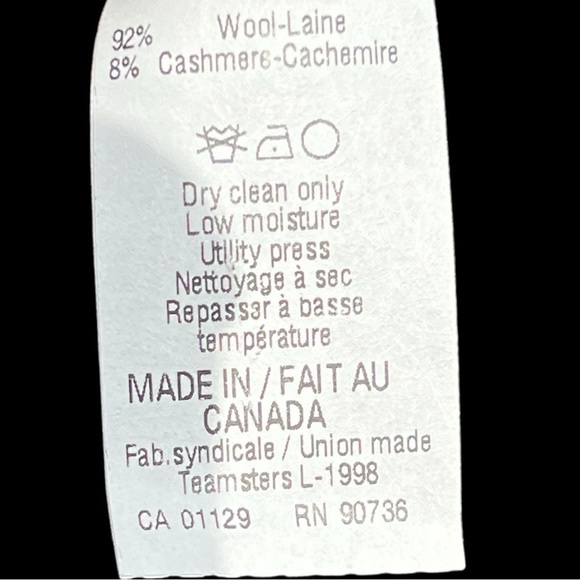 92% Wool-Laine
8% Cashmere-Cachemire
Dry clean only
Low moisture
Utility press
Nettoyage à sec
Repasser à basse
température
MADE IN / FAIT AU
CANADA
Fab.syndicale / Union made
Teamsters L-1998
CA 01129 RN 90736